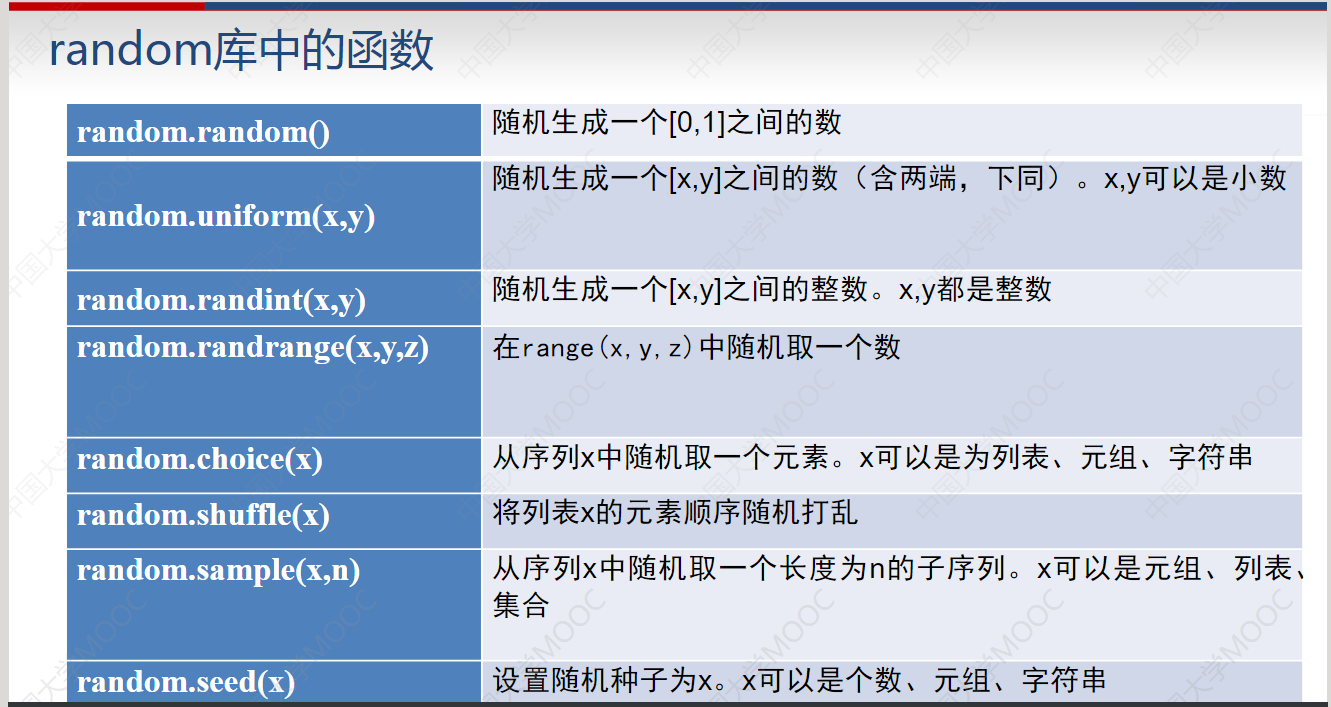 random库中的函数
random.random()
随机生成一个[0,1]之间的数
random.uniform(x,y)
随机生成一个[x,y]之间的数（含两端，下同）。x,y可以是小数
random.randint(x,y)
随机生成一个[x,y]之间的整数。x,y都是整数
random.randrange(x,y,z)
在range(x,y,z)中随机取一个数
random.choice(x)
从序列x中随机取一个元素。x可以是为列表、元组、字符串
random.shuffle(x)
将列表x的元素顺序随机打乱
random.sample(x,n)
从序列x中随机取一个长度为n的子序列。x可以是元组、列表、
集合
random.seed(x)
设置随机种子为x。x可以是个数、元组、字符串
中国大学MOOC